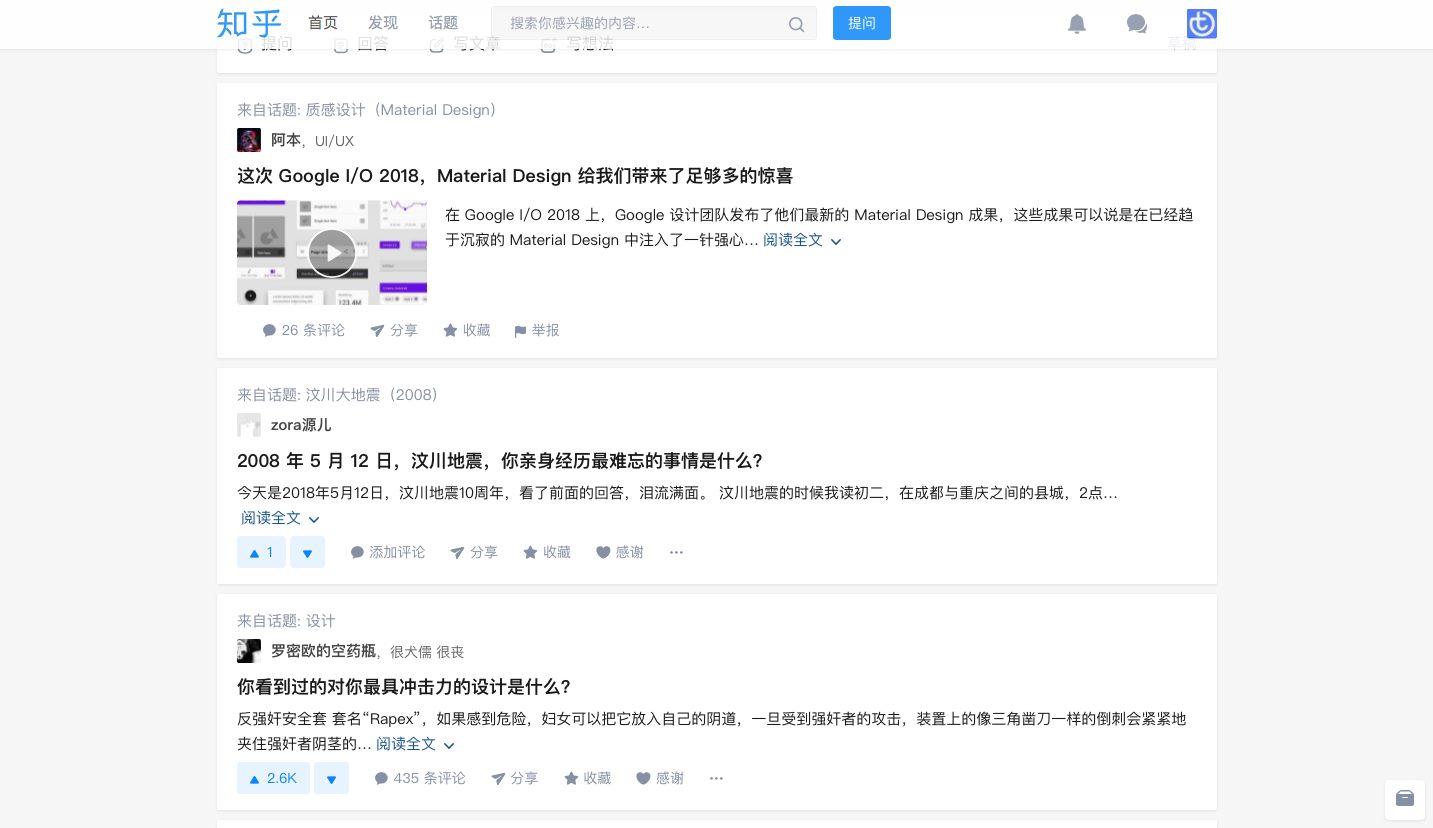 知乎 首页 发现 话题 搜索你感兴趣的内容... 提问
提问 回答 写文章 写想法 草稿
来自话题: 质感设计（Material Design）
阿本，UI/UX
这次 Google I/O 2018，Material Design 给我们带来了足够多的惊喜
在 Google I/O 2018 上，Google 设计团队发布了他们最新的 Material Design 成果，这些成果可以说是在已经趋
于沉寂的 Material Design 中注入了一针强心... 阅读全文
123.4M
26 条评论 分享 收藏 举报
来自话题: 汶川大地震（2008）
zora源儿
2008 年 5 月 12 日，汶川地震，你亲身经历最难忘的事情是什么？
今天是2018年5月12日，汶川地震10周年，看了前面的回答，泪流满面。 汶川地震的时候我读初二，在成都与重庆之间的县城，2点...
阅读全文
1 添加评论 分享 收藏 感谢 ···
来自话题: 设计
罗密欧的空药瓶，很犬儒 很丧
你看到过的对你最具冲击力的设计是什么？
反强奸安全套 套名“Rapex”，如果感到危险，妇女可以把它放入自己的阴道，一旦受到强奸者的攻击，装置上的像三角凿刀一样的倒刺会紧紧地
夹住强奸者阴茎的... 阅读全文
2.6K 435 条评论 分享 收藏 感谢 ···